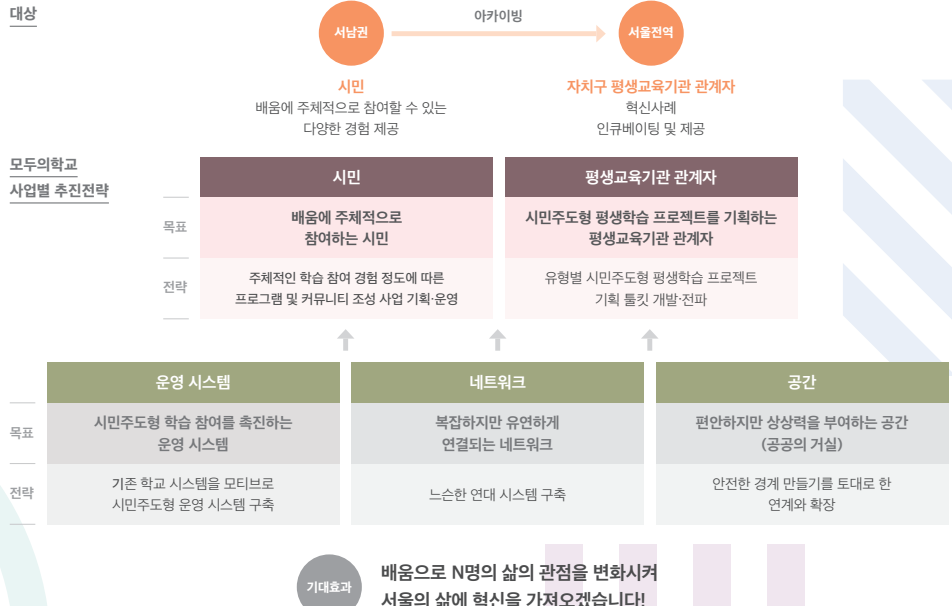 대상
아카이빙
서남권
서울전역
시민
배움에 주체적으로 참여할 수 있는
다양한 경험 제공
자치구 평생교육기관 관계자
혁신사례
인큐베이팅 및 제공
모두의학교
사업별 추진전략
시민
평생교육기관 관계자
목표
배움에 주체적으로
참여하는 시민
시민주도형 평생학습 프로젝트를 기획하는
평생교육기관 관계자
전략
주체적인 학습 참여 경험 정도에 따른
프로그램 및 커뮤니티 조성 사업 기획·운영
유형별 시민주도형 평생학습 프로젝트
기획 툴킷 개발·전파
운영 시스템
네트워크
공간
목표
시민주도형 학습 참여를 촉진하는
운영 시스템
복잡하지만 유연하게
연결되는 네트워크
편안하지만 상상력을 부여하는 공간
(공공의 거실)
전략
기존 학교 시스템을 모티브로
시민주도형 운영 시스템 구축
느슨한 연대 시스템 구축
안전한 경계 만들기를 토대로 한
연계와 확장
기대효과
배움으로 N명의 삶의 관점을 변화시켜
서울의 삶에 혁신을 가져오겠습니다!